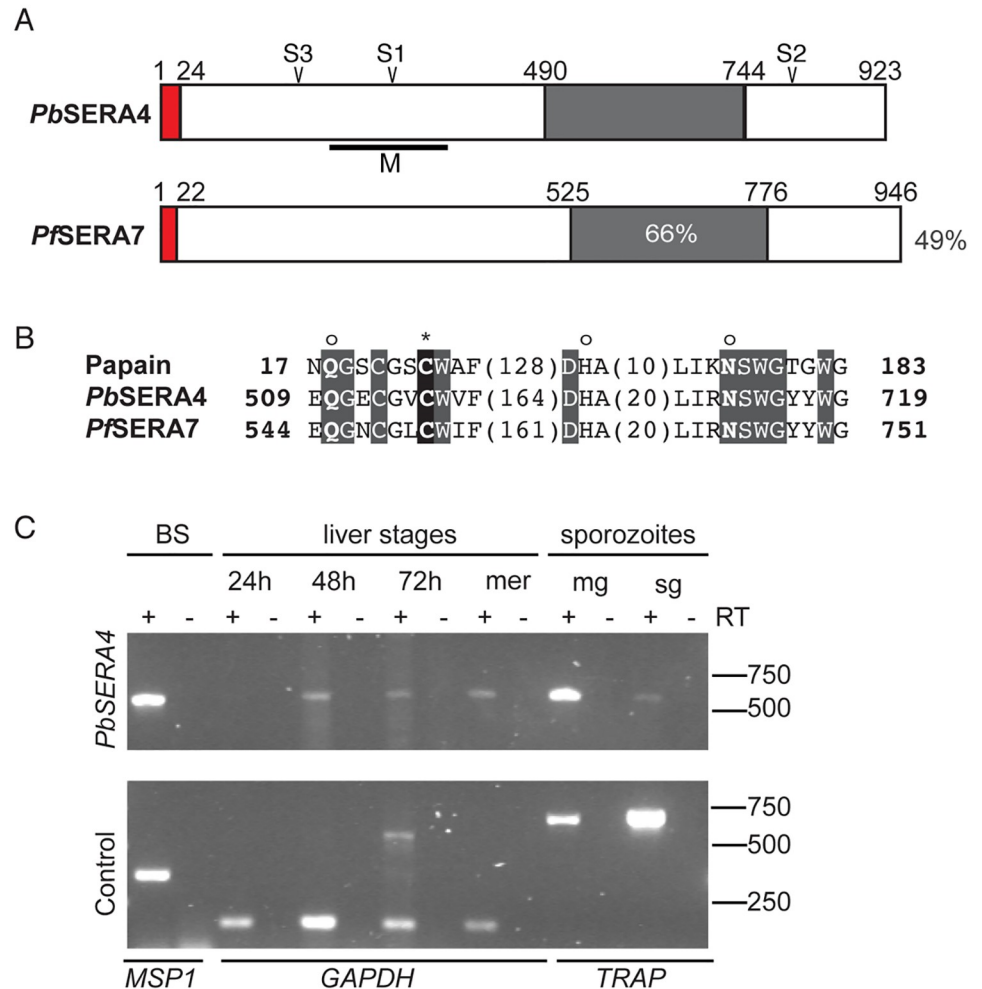 A
S3 S1 S2
1 24 490 744 923
PbSERA4
M
1 22 525 776 946
PfSERA7 66% 49%
B
o * o o
Papain 17 NQGSCGSCWAF(128)DHA(10)LIKNSWGTGWG 183
PbSERA4 509 EQGECGVCWVF(164)DHA(20)LIRNSWGYYWG 719
PfSERA7 544 EQGNCGLCWIF(161)DHA(20)LIRNSWGYYWG 751
C
BS liver stages sporozoites
24h 48h 72h mer mg sg
+ - + - + - + - + - + - + - RT
PbSERA4
750
500
Control
750
500
250
MSP1 GAPDH TRAP